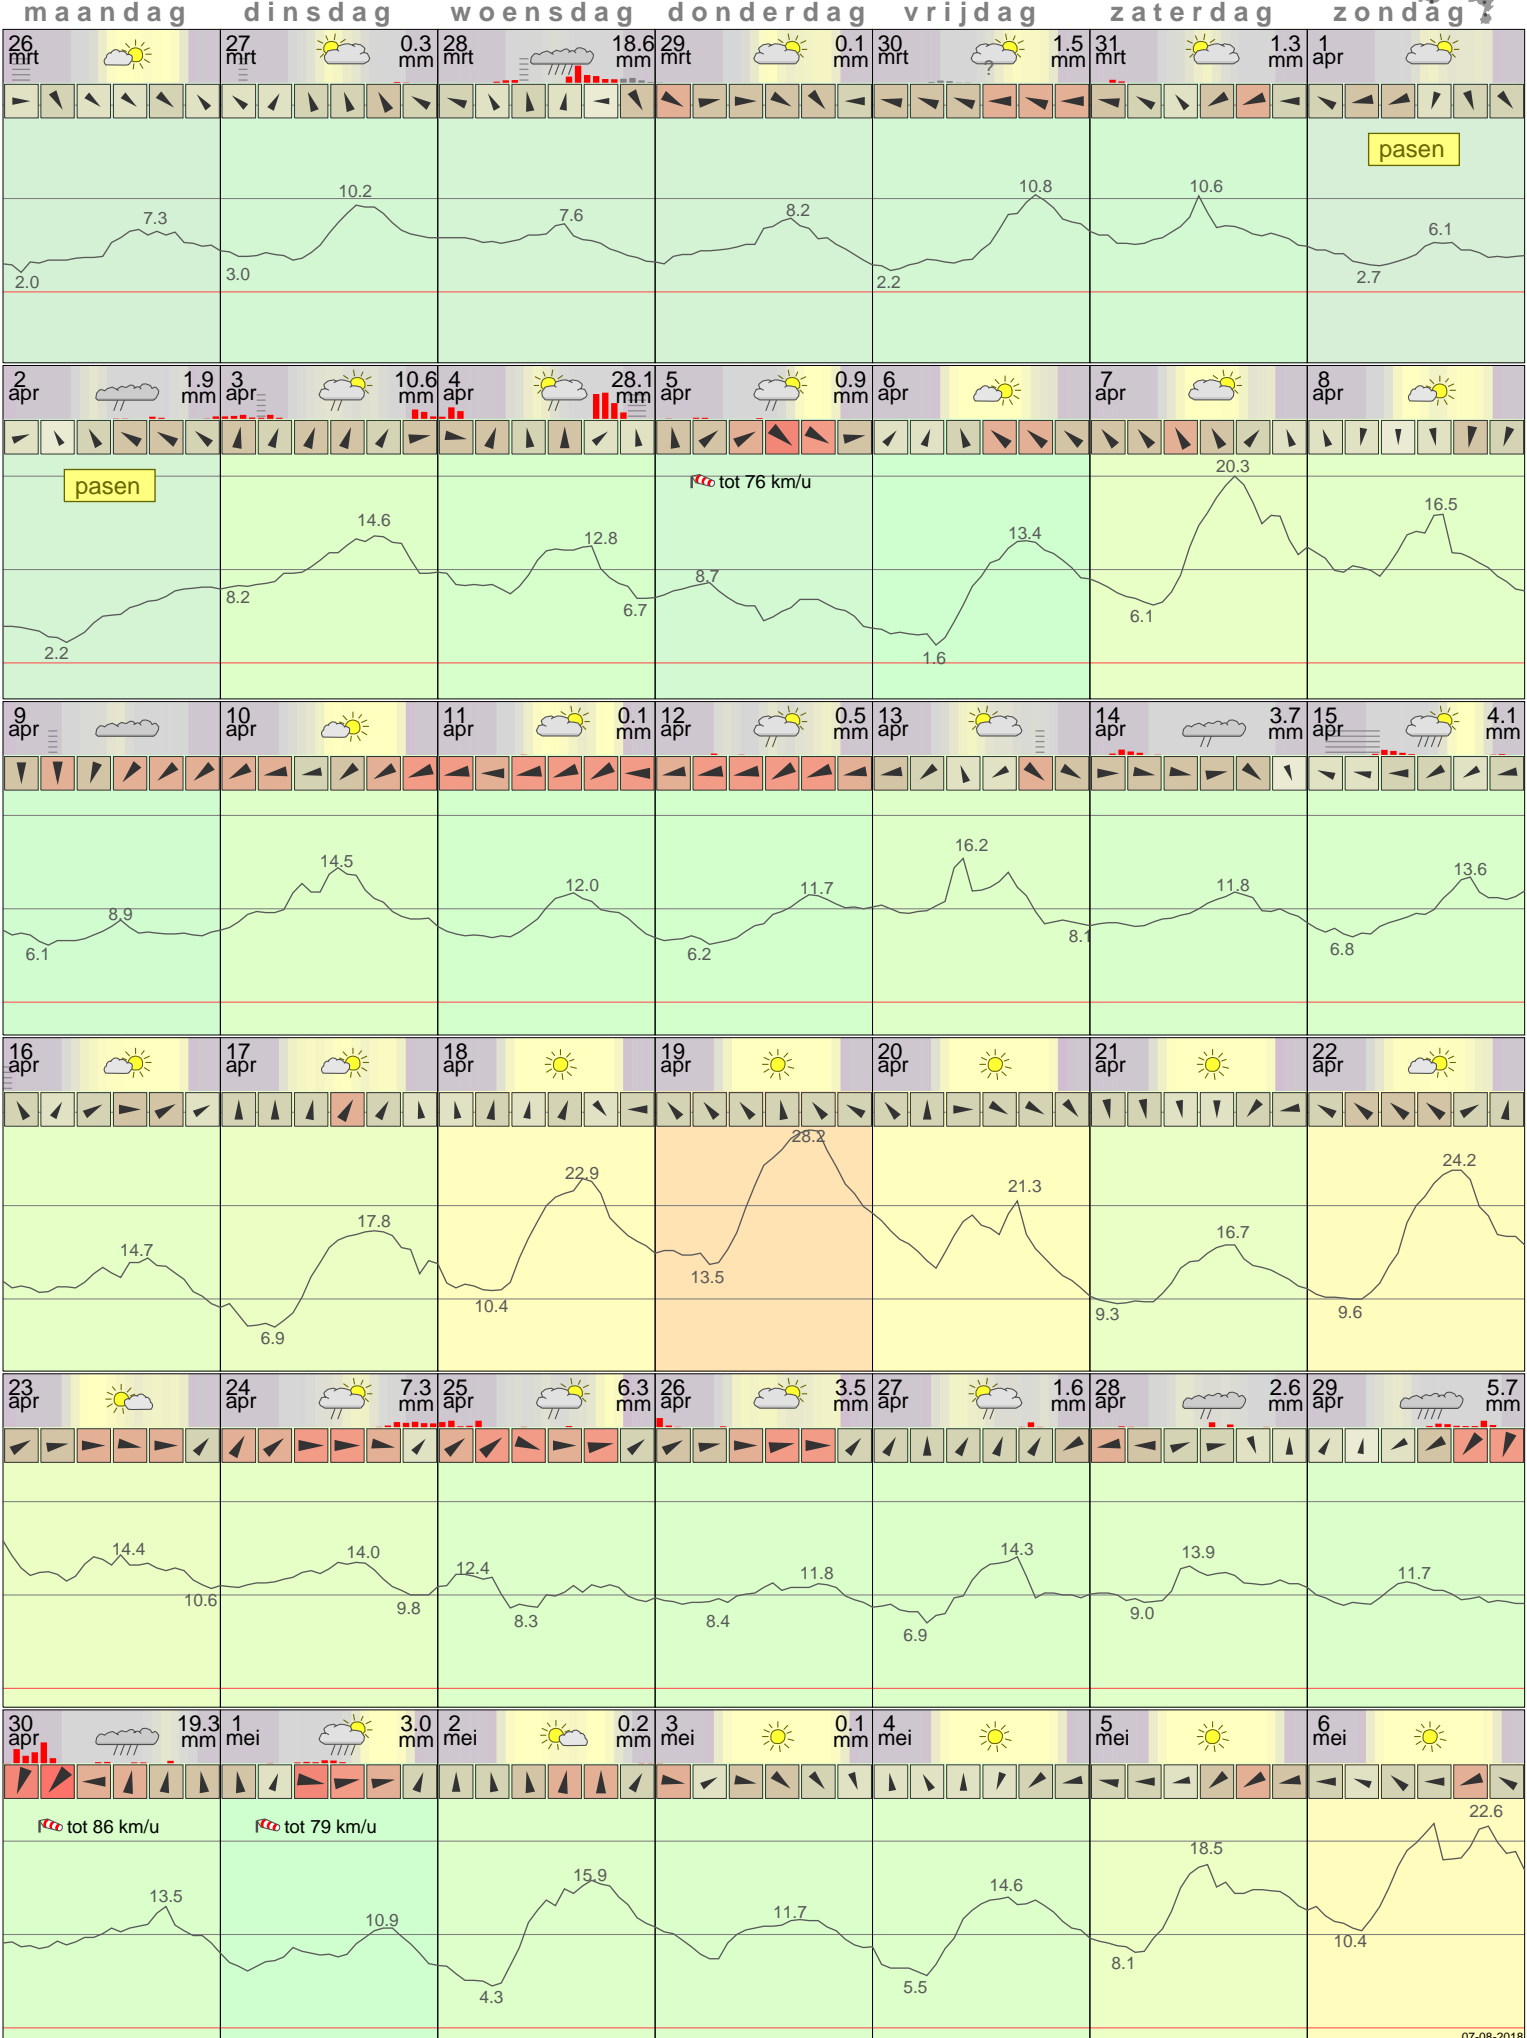 maandag dinsdag woensdag donderdag vrijdag zaterdag zondag ?
26 27 0.3 28 18.6 29 0.1 30 1.5 31 1.3 1
mrt mrt mm mrt mm mrt mm mrt ? mm mrt mm apr
pasen
7.3 10.2 7.6 8.2 10.8 10.6 6.1
2.0 3.0 2.2 2.7
2 1.9 3 10.6 4 28.1 5 0.9 6 7 8
apr mm apr mm apr mm apr mm apr apr apr
pasen tot 76 km/u
14.6 12.8 8.7 13.4 20.3 16.5
2.2 8.2 6.7 1.6 6.1
9 10 11 0.1 12 0.5 13 14 3.7 15 4.1
apr apr apr mm apr mm apr apr mm apr mm
8.9 14.5 12.0 11.7 16.2 11.8 13.6
6.1 6.2 8.1 6.8
16 17 18 19 20 21 22
apr apr apr apr apr apr apr
14.7 17.8 22.9 28.2 21.3 16.7 24.2
6.9 10.4 13.5 9.3 9.6
23 24 7.3 25 6.3 26 3.5 27 1.6 28 2.6 29 5.7
apr apr mm apr mm apr mm apr mm apr mm apr mm
14.4 14.0 12.4 11.8 14.3 13.9 11.7
10.6 9.8 8.3 8.4 6.9 9.0
30 19.3 1 3.0 2 0.2 3 0.1 4 5 6
apr mm mei mm mei mm mei mm mei mei mei
tot 86 km/u tot 79 km/u
13.5 10.9 15.9 11.7 14.6 18.5 22.6
4.3 5.5 8.1 10.4
07-08-2018